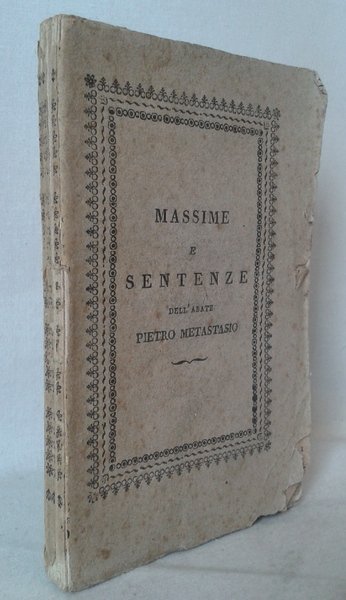 MASSIME
E
SENTENZE
DELL'ABATE
PIETRO METASTASIO